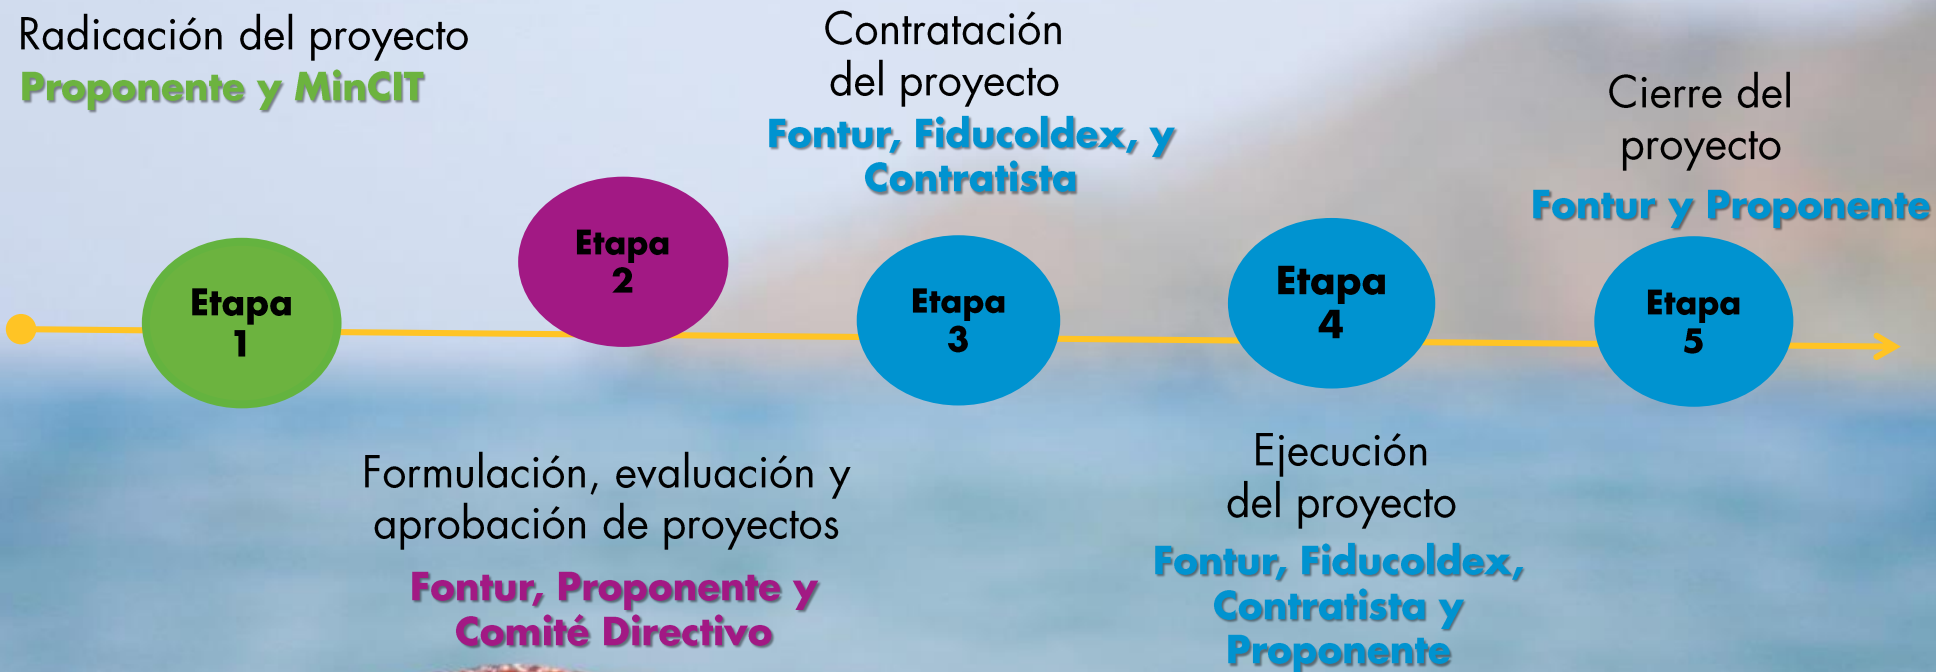 Radicación del proyecto
Proponente y MinCIT
Etapa
1
Etapa
2
Formulación, evaluación y
aprobación de proyectos
Fontur, Proponente y
Comité Directivo
Contratación
del proyecto
Fontur, Fiducoldex, y
Contratista
Etapa
3
Etapa
4
Ejecución
del proyecto
Fontur, Fiducoldex,
Contratista y
Proponente
Cierre del
proyecto
Fontur y Proponente
Etapa
5